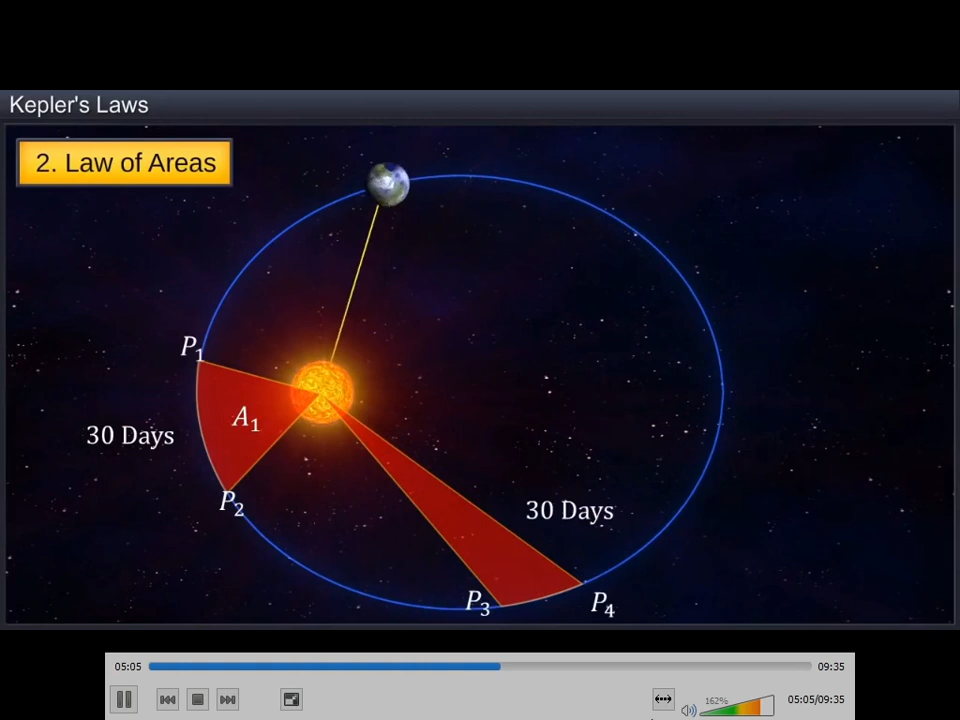 Kepler's Laws
2. Law of Areas
P₁
A₁
30 Days
P₂
30 Days
P₃
P₄
05:05
09:35
162%
05:05/09:35